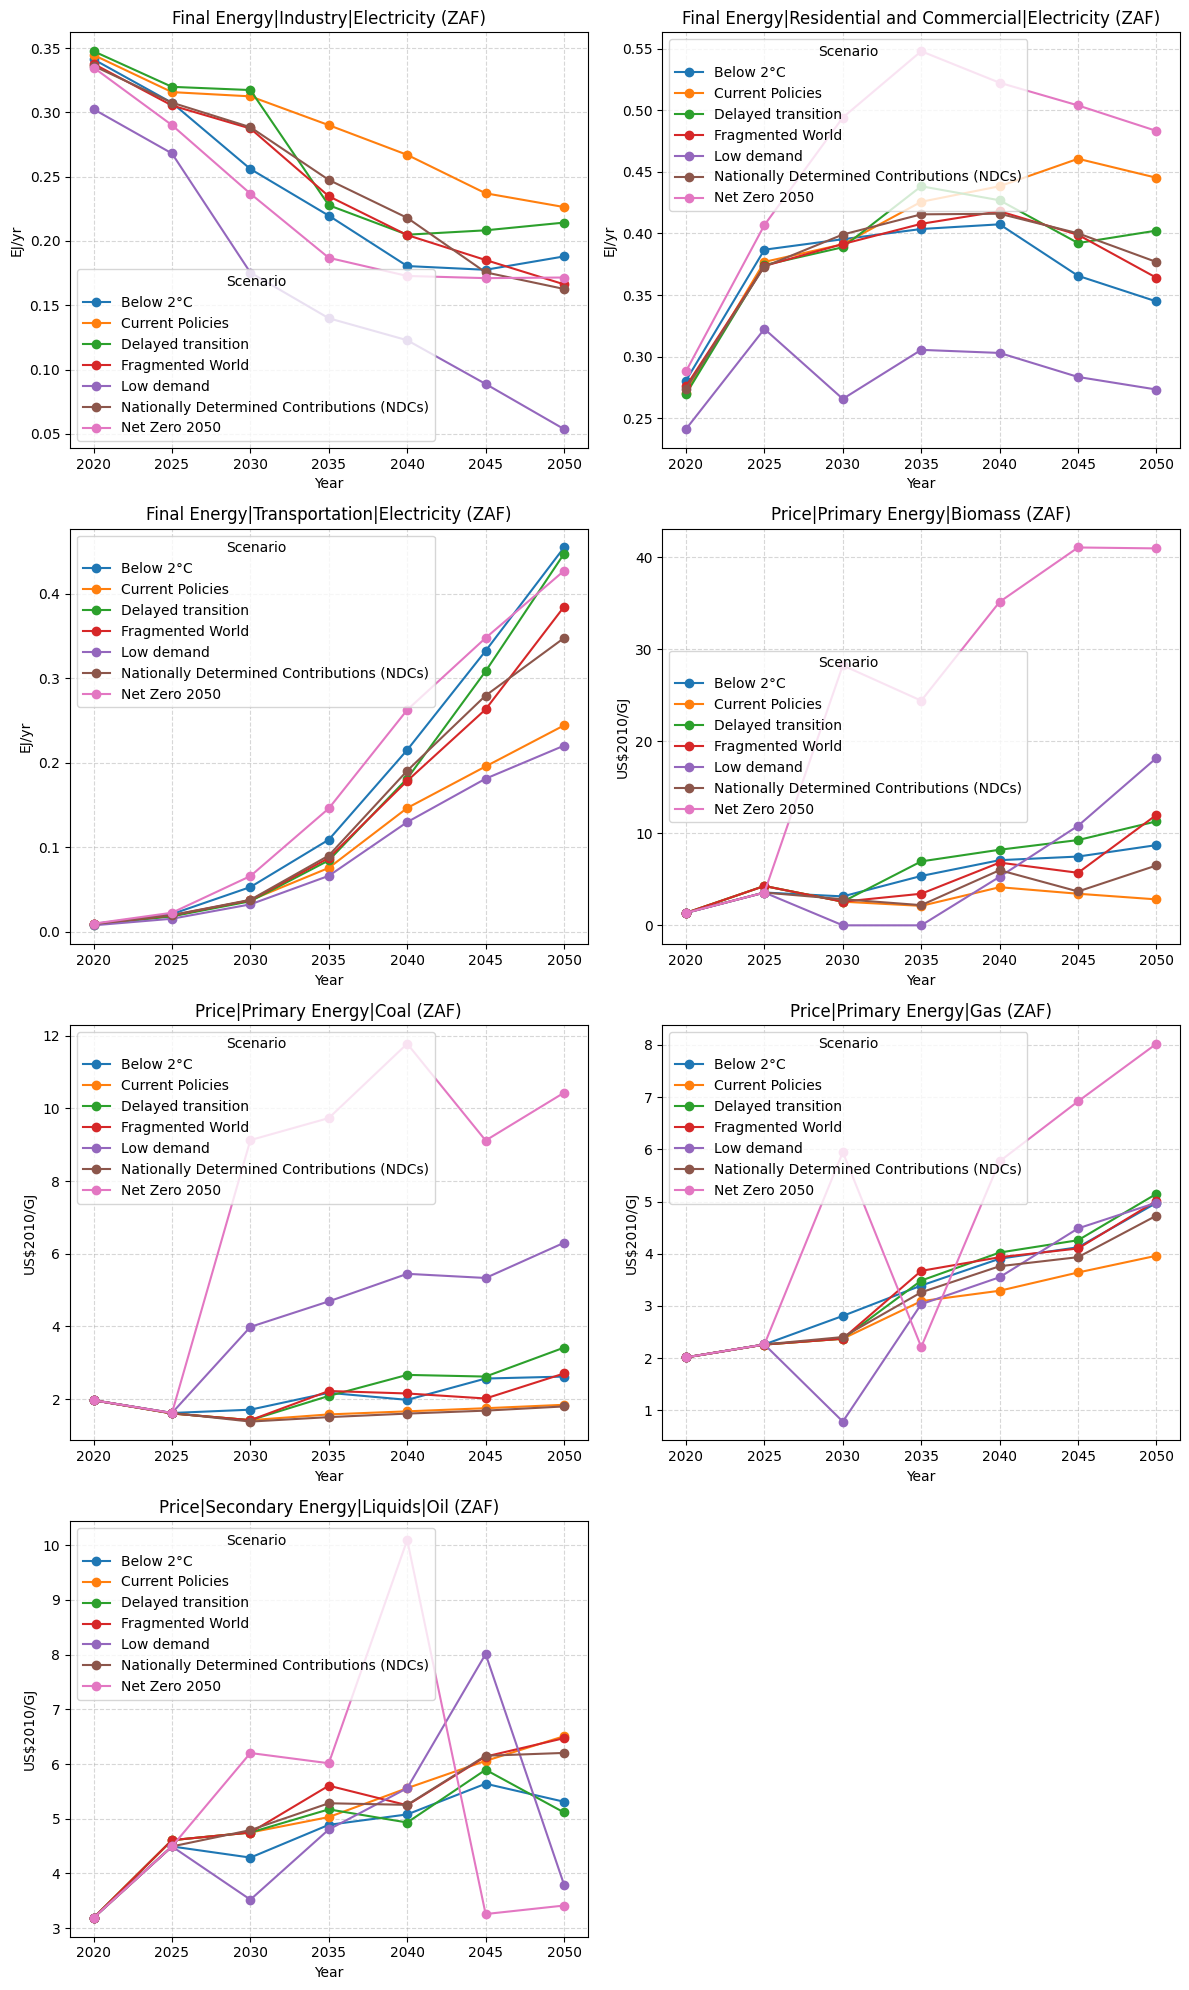 Final Energy|Industry|Electricity (ZAF)
0.35
0.30
0.25
0.20
0.15
0.10
0.05
EJ/yr
Scenario
Below 2°C
Current Policies
Delayed transition
Fragmented World
Low demand
Nationally Determined Contributions (NDCs)
Net Zero 2050
2020 2025 2030 2035 2040 2045 2050
Year
Final Energy|Residential and Commercial|Electricity (ZAF)
0.55
0.50
0.45
0.40
0.35
0.30
0.25
EJ/yr
Scenario
Below 2°C
Current Policies
Delayed transition
Fragmented World
Low demand
Nationally Determined Contributions (NDCs)
Net Zero 2050
2020 2025 2030 2035 2040 2045 2050
Year
Final Energy|Transportation|Electricity (ZAF)
0.4
0.3
0.2
0.1
0.0
EJ/yr
Scenario
Below 2°C
Current Policies
Delayed transition
Fragmented World
Low demand
Nationally Determined Contributions (NDCs)
Net Zero 2050
2020 2025 2030 2035 2040 2045 2050
Year
Price|Primary Energy|Biomass (ZAF)
40
30
20
10
0
US$2010/GJ
Scenario
Below 2°C
Current Policies
Delayed transition
Fragmented World
Low demand
Nationally Determined Contributions (NDCs)
Net Zero 2050
2020 2025 2030 2035 2040 2045 2050
Year
Price|Primary Energy|Coal (ZAF)
12
10
8
6
4
2
US$2010/GJ
Scenario
Below 2°C
Current Policies
Delayed transition
Fragmented World
Low demand
Nationally Determined Contributions (NDCs)
Net Zero 2050
2020 2025 2030 2035 2040 2045 2050
Year
Price|Primary Energy|Gas (ZAF)
8
7
6
5
4
3
2
1
US$2010/GJ
Scenario
Below 2°C
Current Policies
Delayed transition
Fragmented World
Low demand
Nationally Determined Contributions (NDCs)
Net Zero 2050
2020 2025 2030 2035 2040 2045 2050
Year
Price|Secondary Energy|Liquids|Oil (ZAF)
10
9
8
7
6
5
4
3
US$2010/GJ
Scenario
Below 2°C
Current Policies
Delayed transition
Fragmented World
Low demand
Nationally Determined Contributions (NDCs)
Net Zero 2050
2020 2025 2030 2035 2040 2045 2050
Year